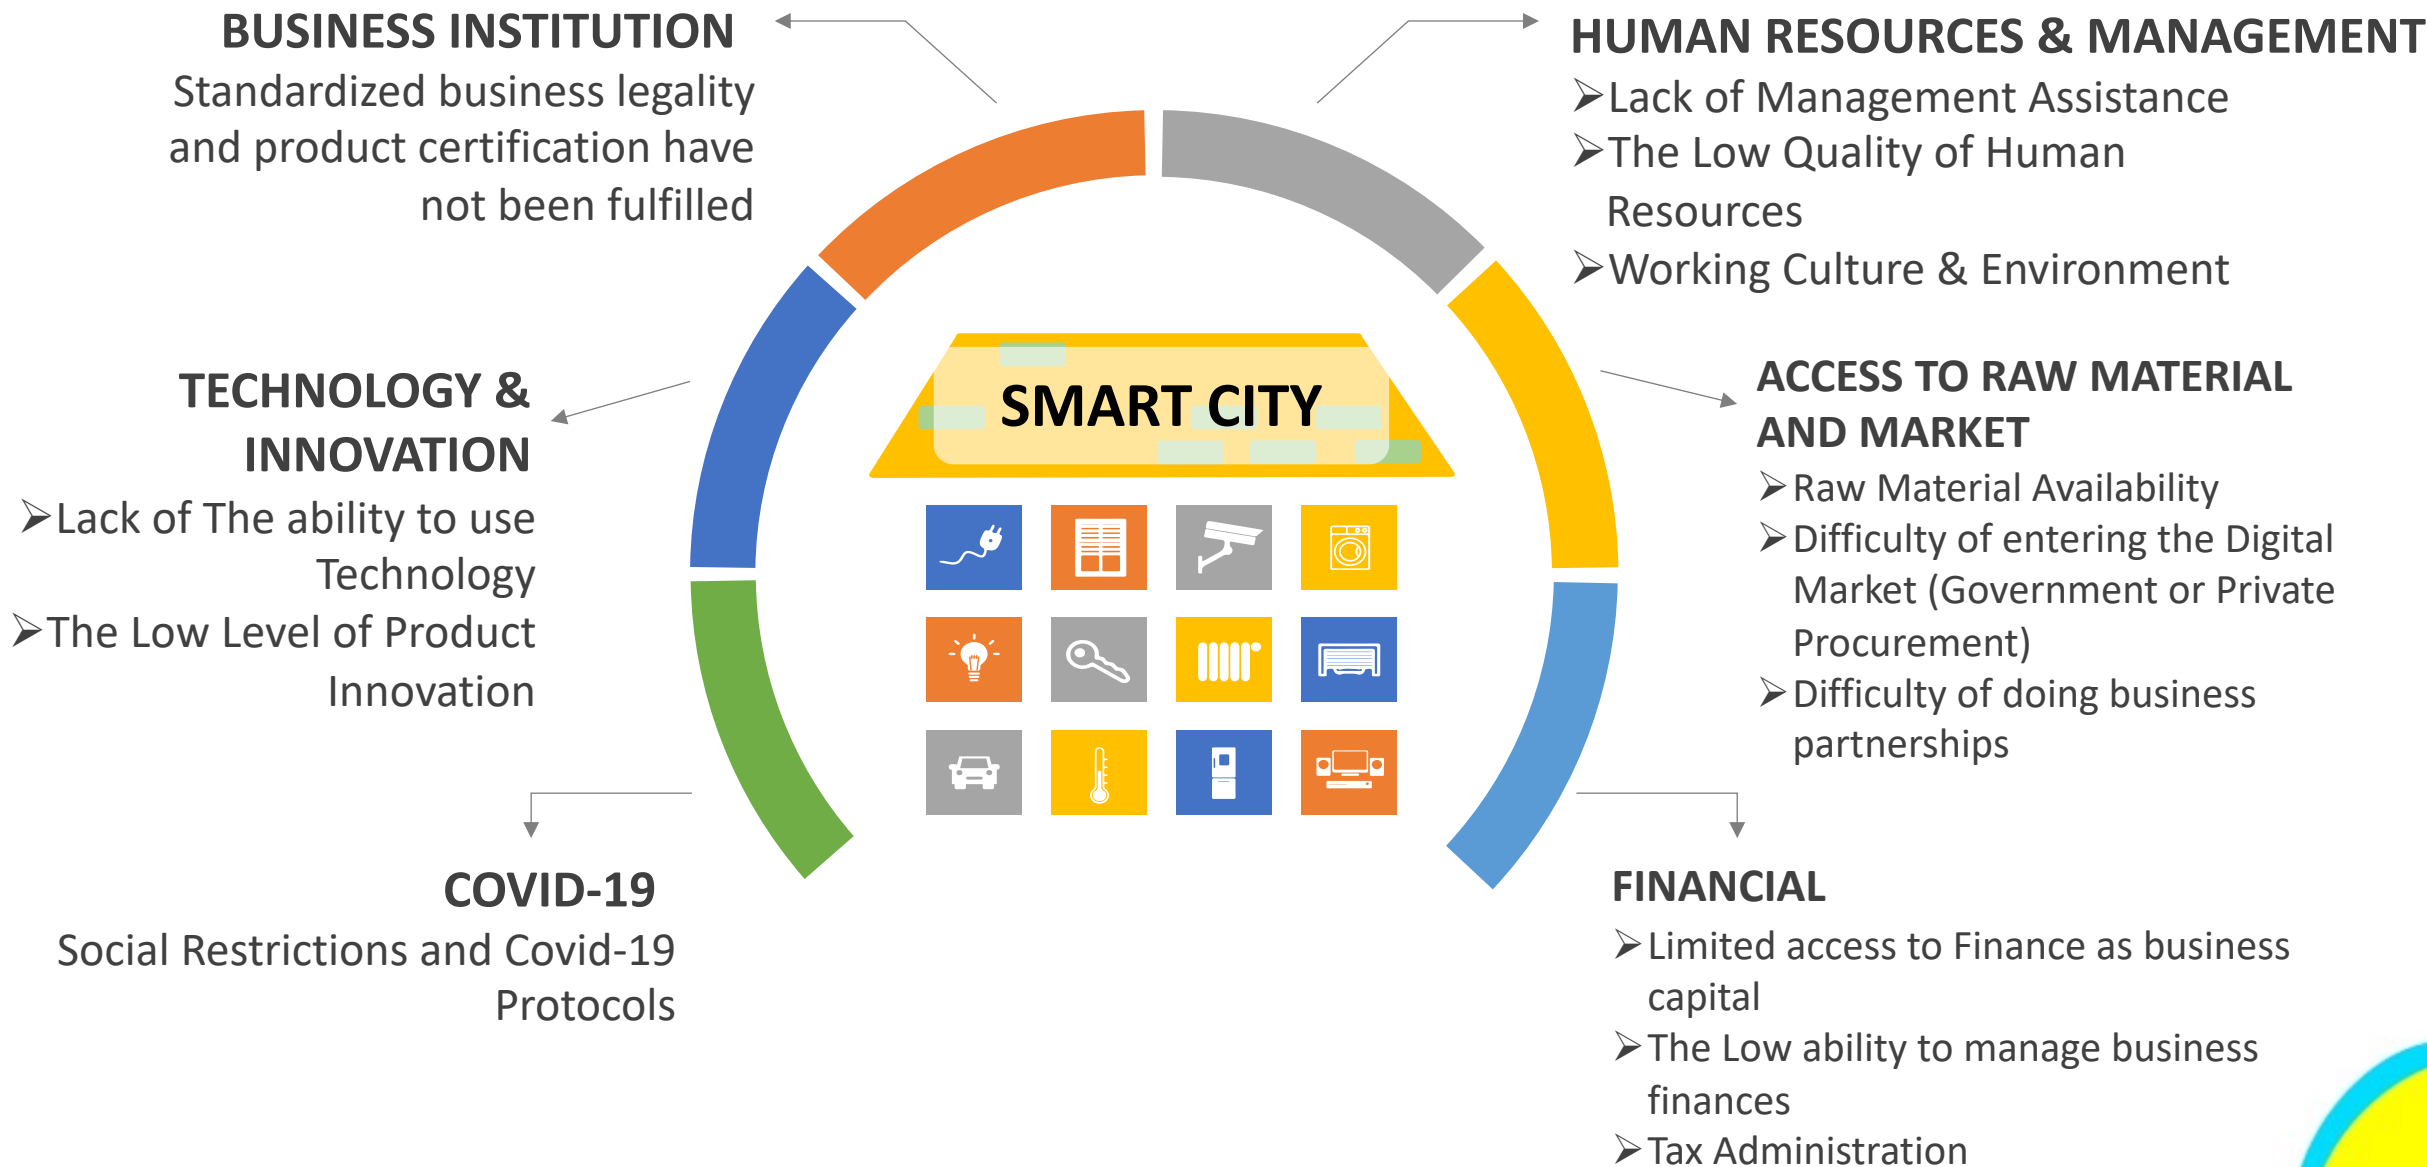 BUSINESS INSTITUTION
Standardized business legality
and product certification have
not been fulfilled
HUMAN RESOURCES & MANAGEMENT
➢Lack of Management Assistance
➢The Low Quality of Human
Resources
➢Working Culture & Environment
TECHNOLOGY &
INNOVATION
➢Lack of The ability to use
Technology
➢The Low Level of Product
Innovation
SMART CITY
ACCESS TO RAW MATERIAL
AND MARKET
➢Raw Material Availability
➢Difficulty of entering the Digital
Market (Government or Private
Procurement)
➢Difficulty of doing business
partnerships
COVID-19
Social Restrictions and Covid-19
Protocols
FINANCIAL
➢Limited access to Finance as business
capital
➢The Low ability to manage business
finances
➢Tax Administration